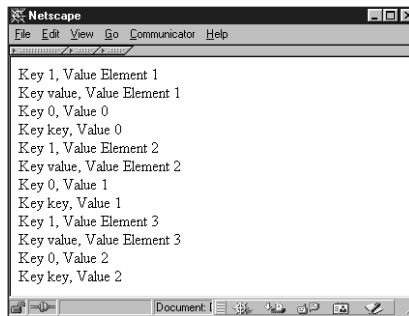 Netscape
File Edit View Go Communicator Help
Key 1, Value Element 1
Key value, Value Element 1
Key 0, Value 0
Key key, Value 0
Key 1, Value Element 2
Key value, Value Element 2
Key 0, Value 1
Key key, Value 1
Key 1, Value Element 3
Key value, Value Element 3
Key 0, Value 2
Key key, Value 2
Document: